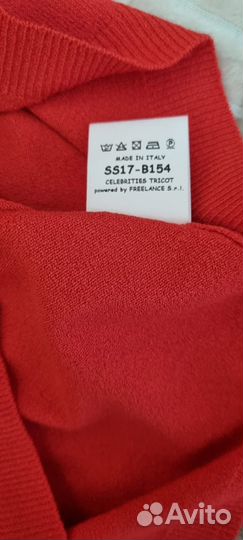 MADE IN ITALY
SS17-B154
CELEBRITIES TRICOT
powered by FREELANCE S.r.l.
Avito